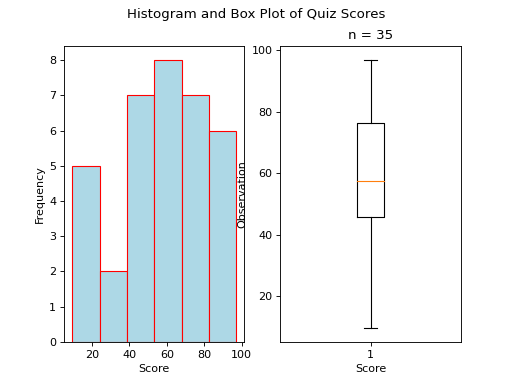 Histogram and Box Plot of Quiz Scores
Frequency
8
7
6
5
4
3
2
1
0
20 40 60 80 100
Score
n = 35
Observation
100
80
60
40
20
1
Score